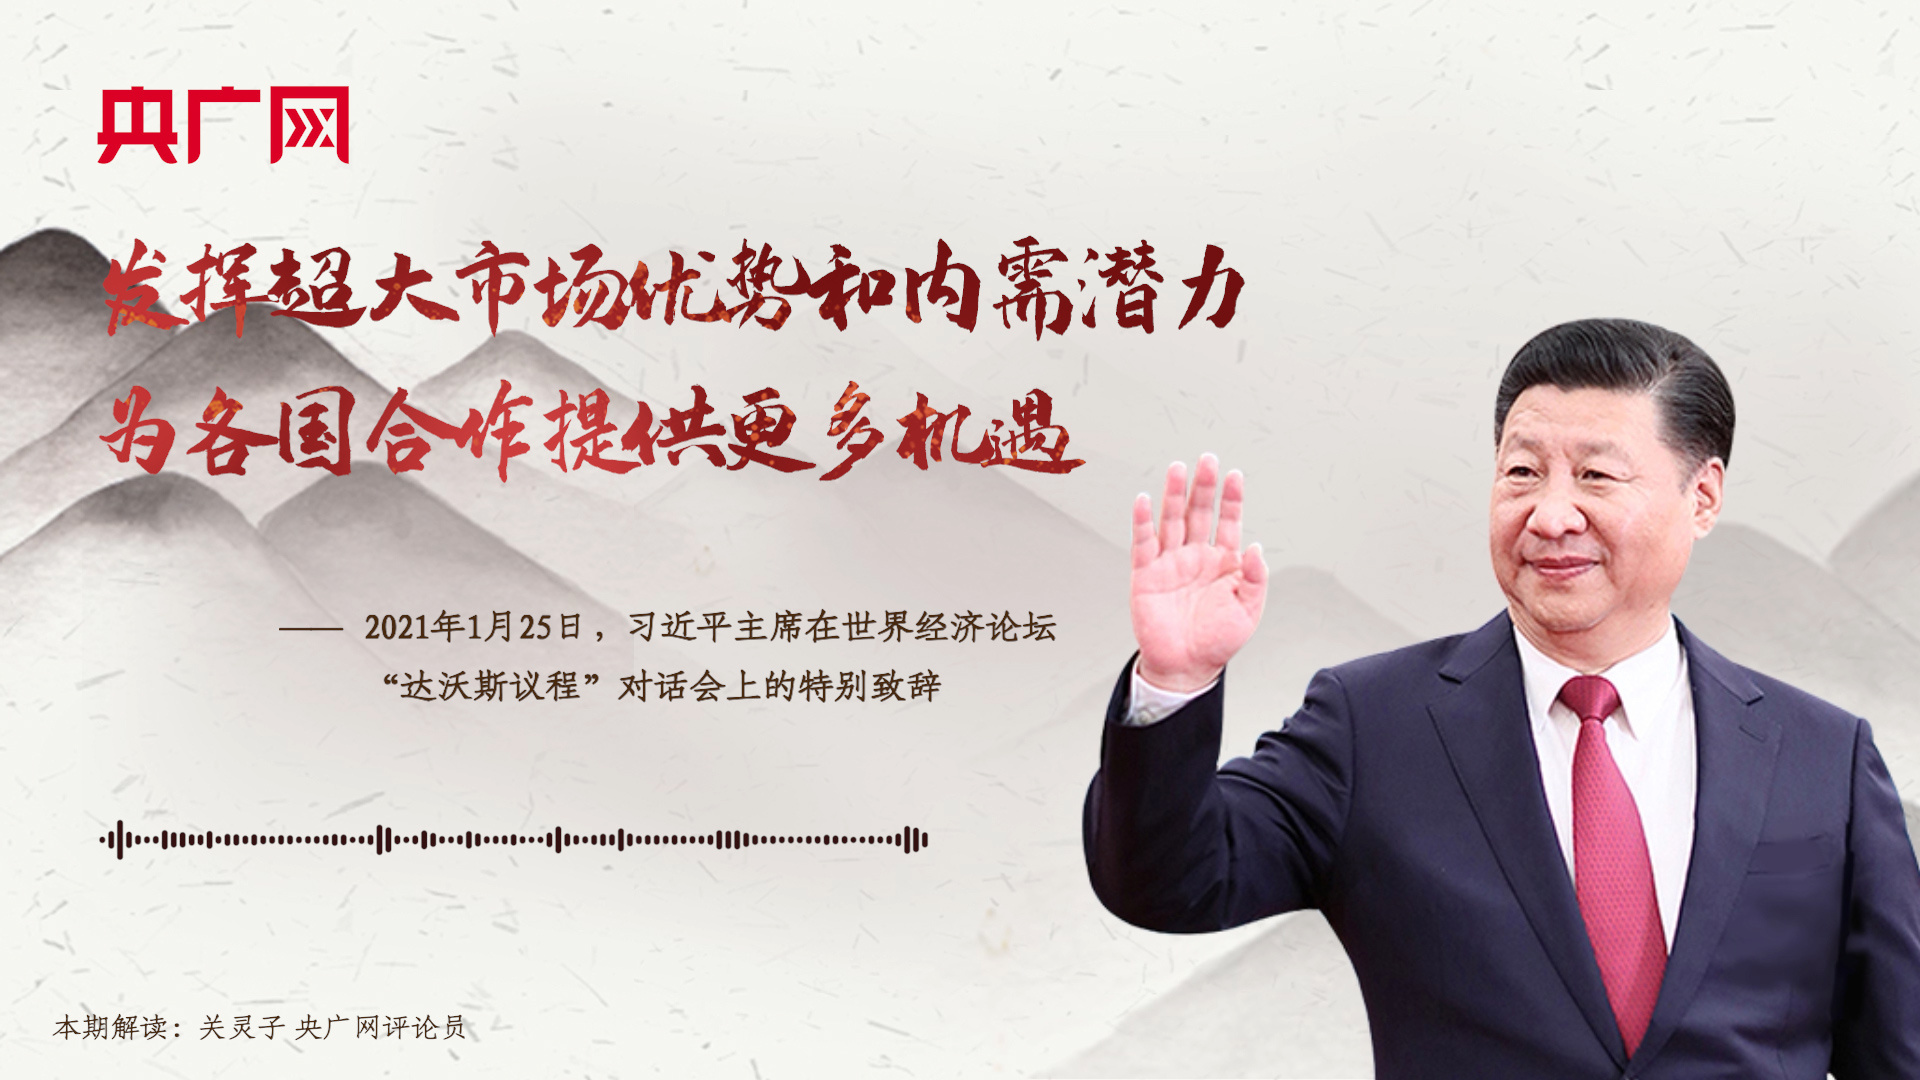 央广网
发挥超大市场优势和内需潜力
为各国合作提供更多机遇
—— 2021年1月25日，习近平主席在世界经济论坛
“达沃斯议程”对话会上的特别致辞
本期解读：关灵子 央广网评论员